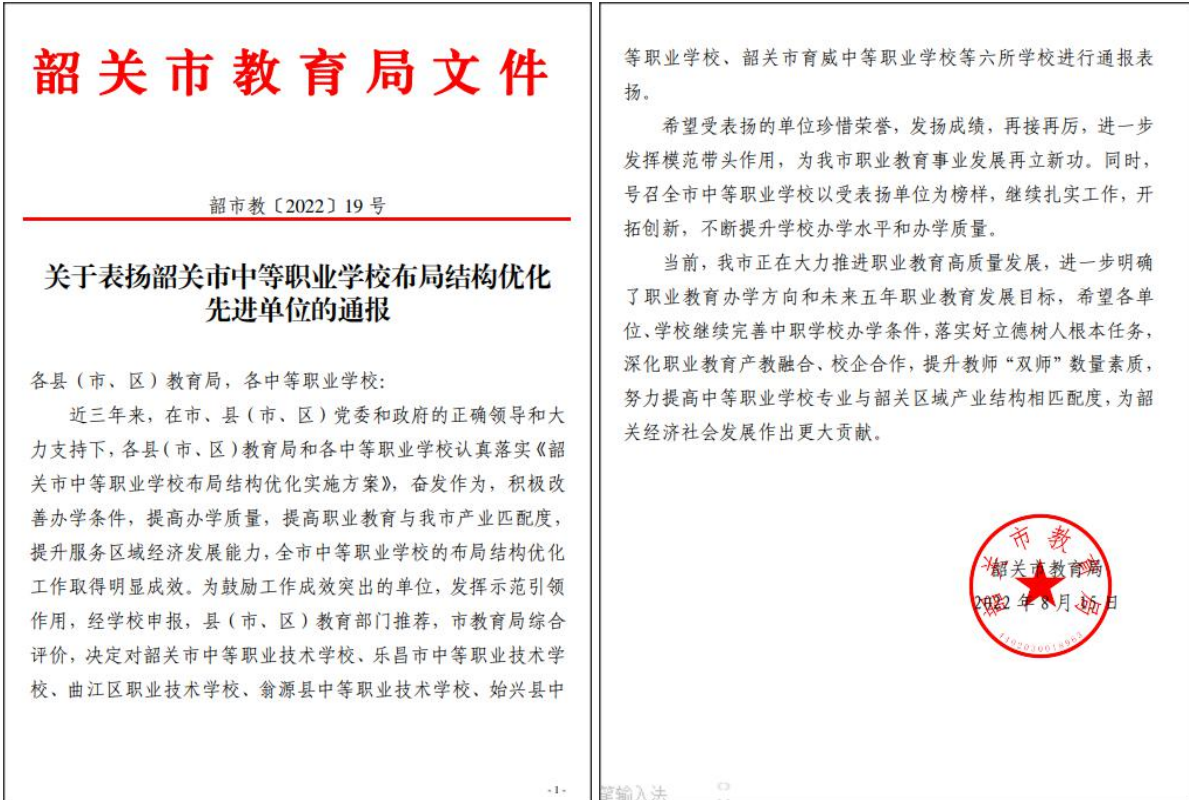 韶关市教育局文件
韶市教〔2022〕19 号
关于表扬韶关市中等职业学校布局结构优化
先进单位的通报
各县（市、区）教育局，各中等职业学校：
近三年来，在市、县（市、区）党委和政府的正确领导和大
力支持下，各县（市、区）教育局和各中等职业学校认真落实《韶
关市中等职业学校布局结构优化实施方案》，奋发作为，积极改
善办学条件，提高办学质量，提高职业教育与我市产业匹配度，
提升服务区域经济发展能力，全市中等职业学校的布局结构优化
工作取得明显成效。为鼓励工作成效突出的单位，发挥示范引领
作用，经学校申报，县（市、区）教育部门推荐，市教育局综合
评价，决定对韶关市中等职业技术学校、乐昌市中等职业技术学
校、曲江区职业技术学校、翁源县中等职业技术学校、始兴县中
- 1 -
等职业学校、韶关市育威中等职业学校等六所学校进行通报表
扬。
希望受表扬的单位珍惜荣誉，发扬成绩，再接再厉，进一步
发挥模范带头作用，为我市职业教育事业发展再立新功。同时，
号召全市中等职业学校以受表扬单位为榜样，继续扎实工作，开
拓创新，不断提升学校办学水平和办学质量。
当前，我市正在大力推进职业教育高质量发展，进一步明确
了职业教育办学方向和未来五年职业教育发展目标，希望各单
位、学校继续完善中职学校办学条件，落实好立德树人根本任务，
深化职业教育产教融合、校企合作，提升教师“双师”数量素质，
努力提高中等职业学校专业与韶关区域产业结构相匹配度，为韶
关经济社会发展作出更大贡献。
韶关市教育局
韶关市教育局
2022 年 8 月 15 日
笔输入法